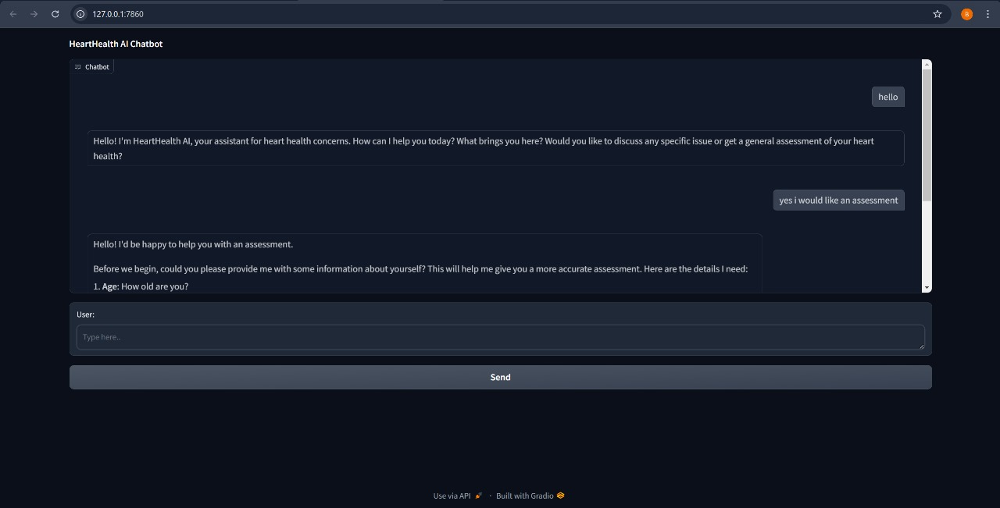 127.0.0.1:7860
B
HeartHealth AI Chatbot
Chatbot
hello
Hello! I'm HeartHealth AI, your assistant for heart health concerns. How can I help you today? What brings you here? Would you like to discuss any specific issue or get a general assessment of your heart
health?
yes i would like an assessment
Hello! I'd be happy to help you with an assessment.
Before we begin, could you please provide me with some information about yourself? This will help me give you a more accurate assessment. Here are the details I need:
1. Age: How old are you?
User:
Type here...
Send
Use via API · Built with Gradio